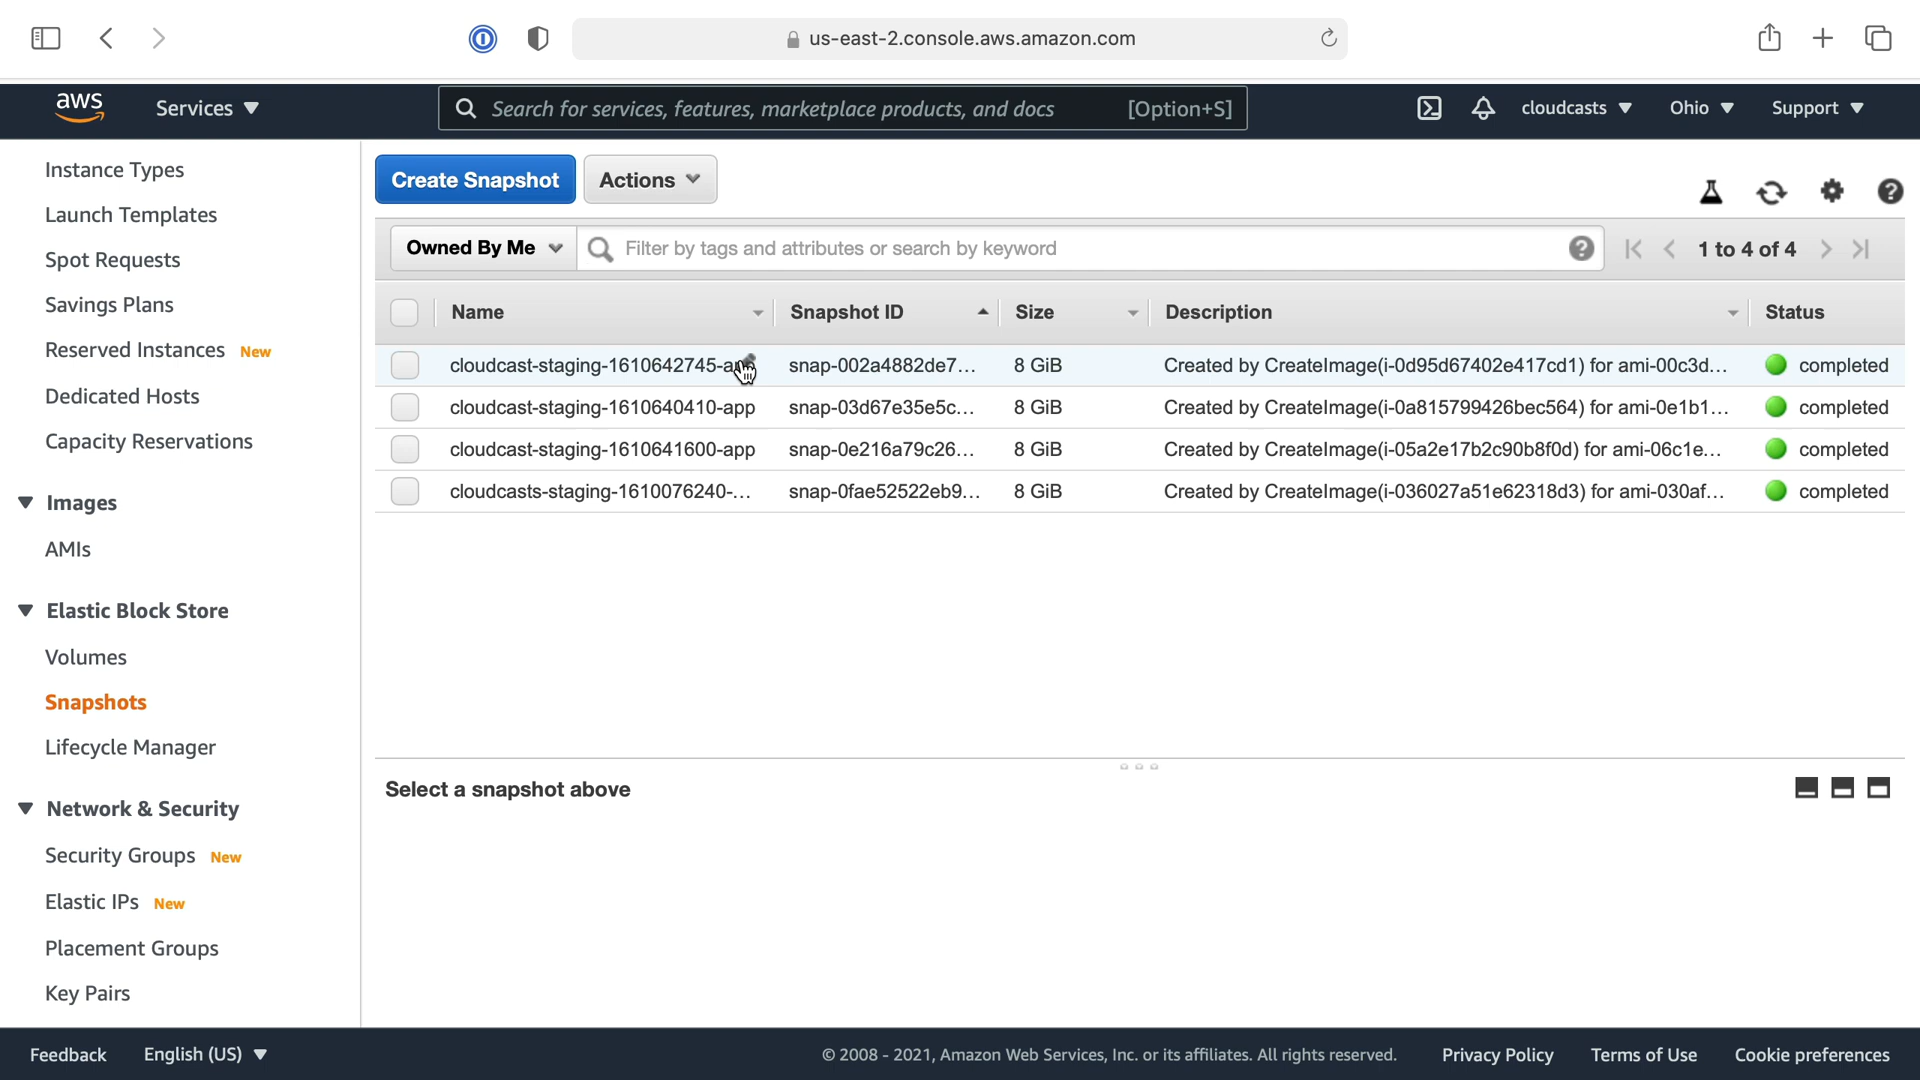 us-east-2.console.aws.amazon.com
aws
Services
Search for services, features, marketplace products, and docs
[Option+S]
cloudcasts
Ohio
Support
Instance Types
Launch Templates
Spot Requests
Savings Plans
Reserved Instances New
Dedicated Hosts
Capacity Reservations
Images
AMIs
Elastic Block Store
Volumes
Snapshots
Lifecycle Manager
Network & Security
Security Groups New
Elastic IPs New
Placement Groups
Key Pairs
Create Snapshot
Actions
Owned By Me
Filter by tags and attributes or search by keyword
1 to 4 of 4
Name Snapshot ID Size Description Status
cloudcast-staging-1610642745-app snap-002a4882de7... 8 GiB Created by CreateImage(i-0d95d67402e417cd1) for ami-00c3d... completed
cloudcast-staging-1610640410-app snap-03d67e35e5c... 8 GiB Created by CreateImage(i-0a815799426bec564) for ami-0e1b1... completed
cloudcast-staging-1610641600-app snap-0e216a79c26... 8 GiB Created by CreateImage(i-05a2e17b2c90b8f0d) for ami-06c1e... completed
cloudcasts-staging-1610076240-... snap-0fae52522eb9... 8 GiB Created by CreateImage(i-036027a51e62318d3) for ami-030af... completed
Select a snapshot above
Feedback
English (US)
© 2008 - 2021, Amazon Web Services, Inc. or its affiliates. All rights reserved.
Privacy Policy
Terms of Use
Cookie preferences